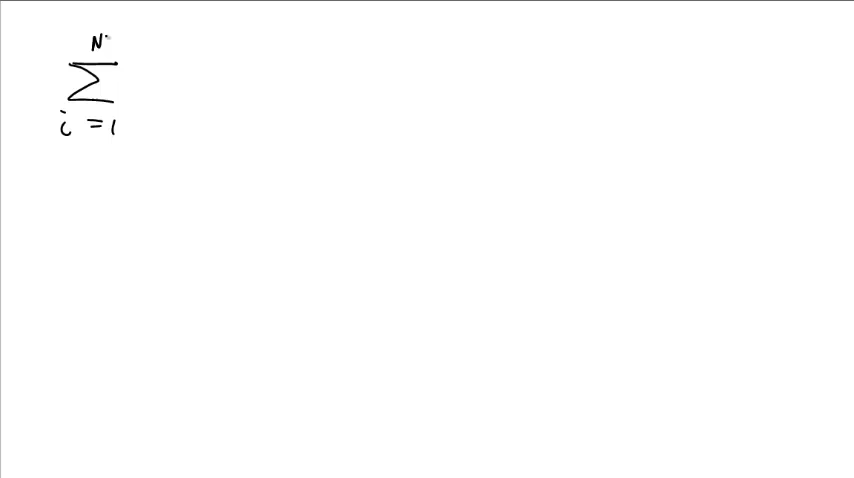 N
∑
i = 1